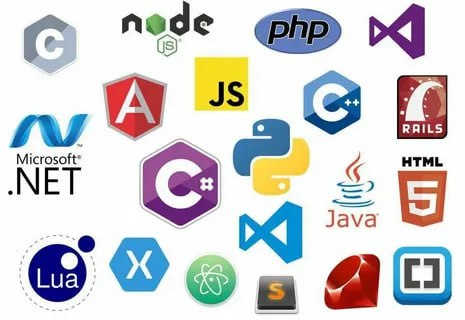 C
node
JS
php
A
JS
C++
RAILS
Microsoft®
.NET
C#
Java
HTML
5
Lua
X
S